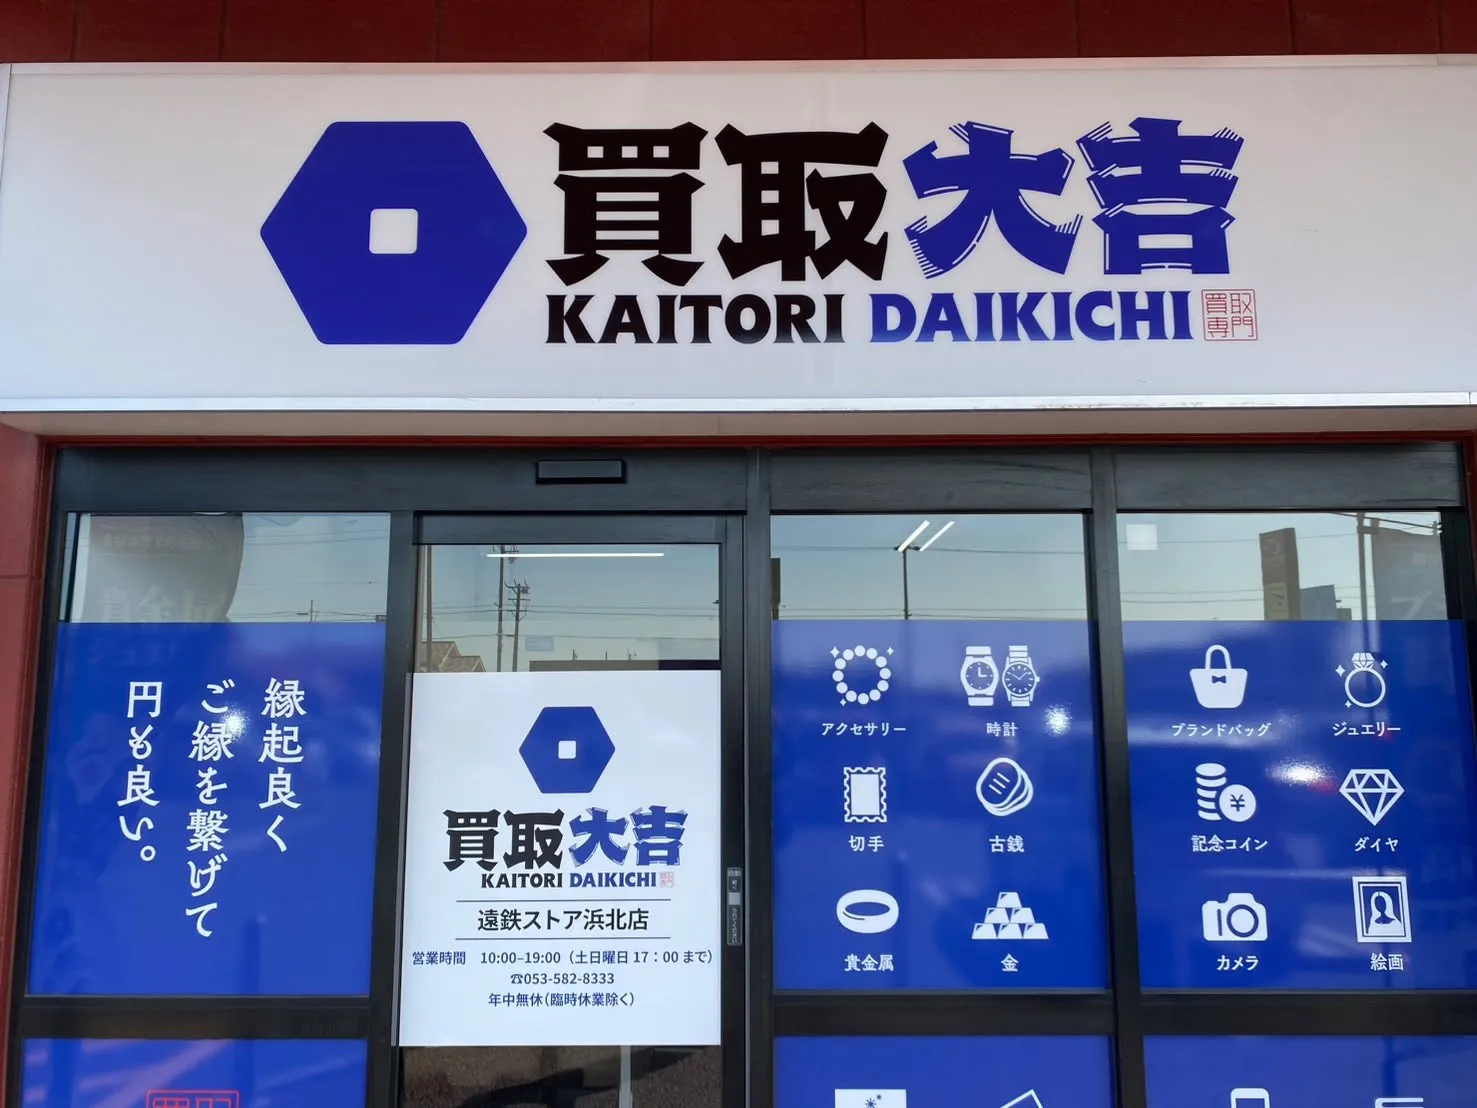 買取大吉
KAITORI DAIKICHI
買取
専門
縁起良く
ご縁を繋げて
円も良い。
買取大吉
KAITORI DAIKICHI
遠鉄ストア浜北店
営業時間 10:00-19:00（土日曜日 17：00 まで）
☎053-582-8333
年中無休（臨時休業除く）
アクセサリー
時計
切手
古銭
貴金属
金
ブランドバッグ
ジュエリー
記念コイン
ダイヤ
カメラ
絵画
買取